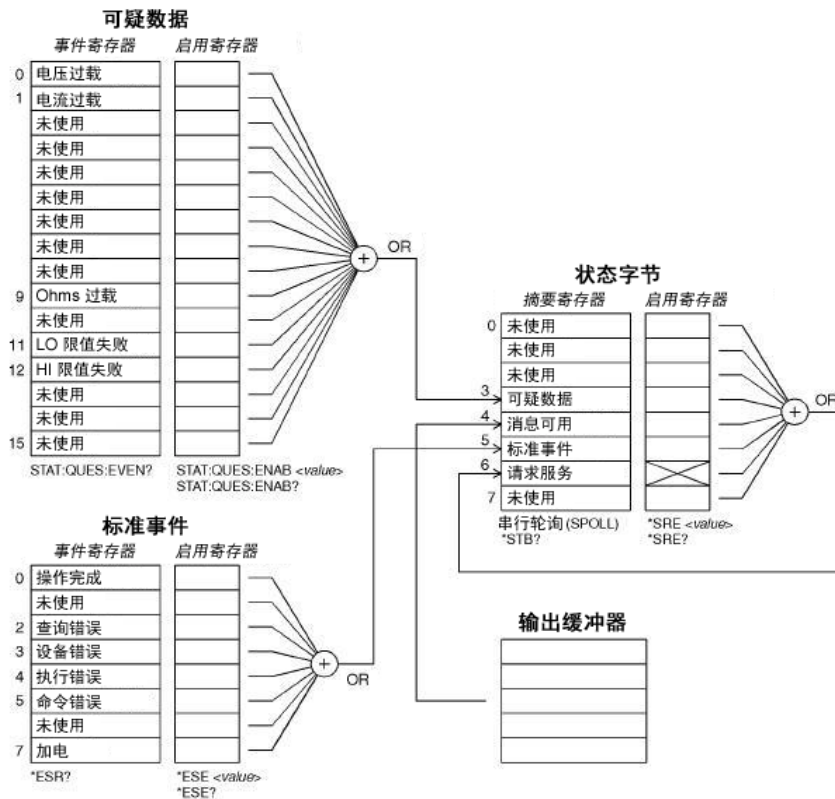 可疑数据
事件寄存器 启用寄存器
0 电压过载
1 电流过载
未使用
未使用
未使用
未使用
未使用
未使用
未使用
9 Ohms 过载
未使用
11 LO 限值失败
12 HI 限值失败
未使用
未使用
15 未使用
STAT:QUES:EVEN? STAT:QUES:ENAB <value>
STAT:QUES:ENAB?
+
OR
状态字节
摘要寄存器 启用寄存器
0 未使用
未使用
未使用
3 可疑数据
4 消息可用
5 标准事件
6 请求服务
7 未使用
串行轮询(SPOLL) *SRE <value>
*STB? *SRE?
+
OR
标准事件
事件寄存器 启用寄存器
0 操作完成
未使用
2 查询错误
3 设备错误
4 执行错误
5 命令错误
未使用
7 加电
*ESR? *ESE <value>
*ESE?
+
OR
输出缓冲器